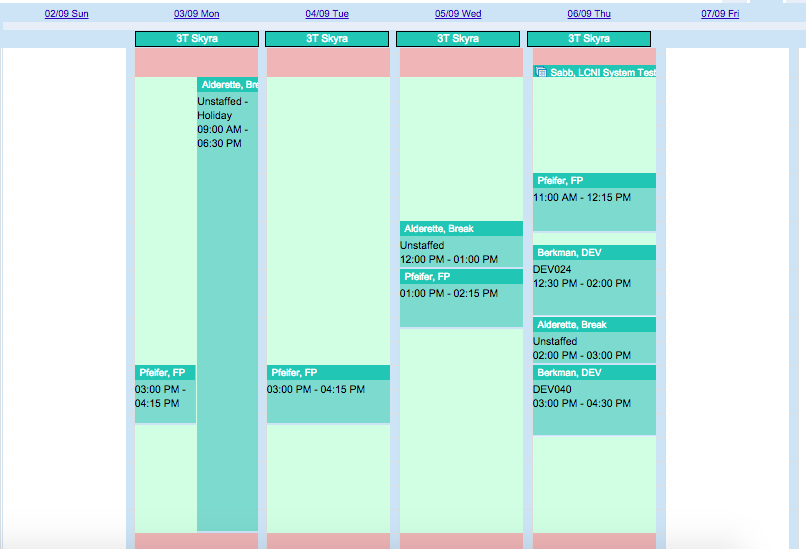 02/09 Sun
03/09 Mon
04/09 Tue
05/09 Wed
06/09 Thu
07/09 Fri
3T Skyra
3T Skyra
3T Skyra
3T Skyra
Alderette, Bre
Unstaffed -
Holiday
09:00 AM -
06:30 PM
Pfeifer, FP
03:00 PM -
04:15 PM
Pfeifer, FP
03:00 PM - 04:15 PM
Alderette, Break
Unstaffed
12:00 PM - 01:00 PM
Pfeifer, FP
01:00 PM - 02:15 PM
Sabb, LCNI System Test
Pfeifer, FP
11:00 AM - 12:15 PM
Berkman, DEV
DEV024
12:30 PM - 02:00 PM
Alderette, Break
Unstaffed
02:00 PM - 03:00 PM
Berkman, DEV
DEV040
03:00 PM - 04:30 PM